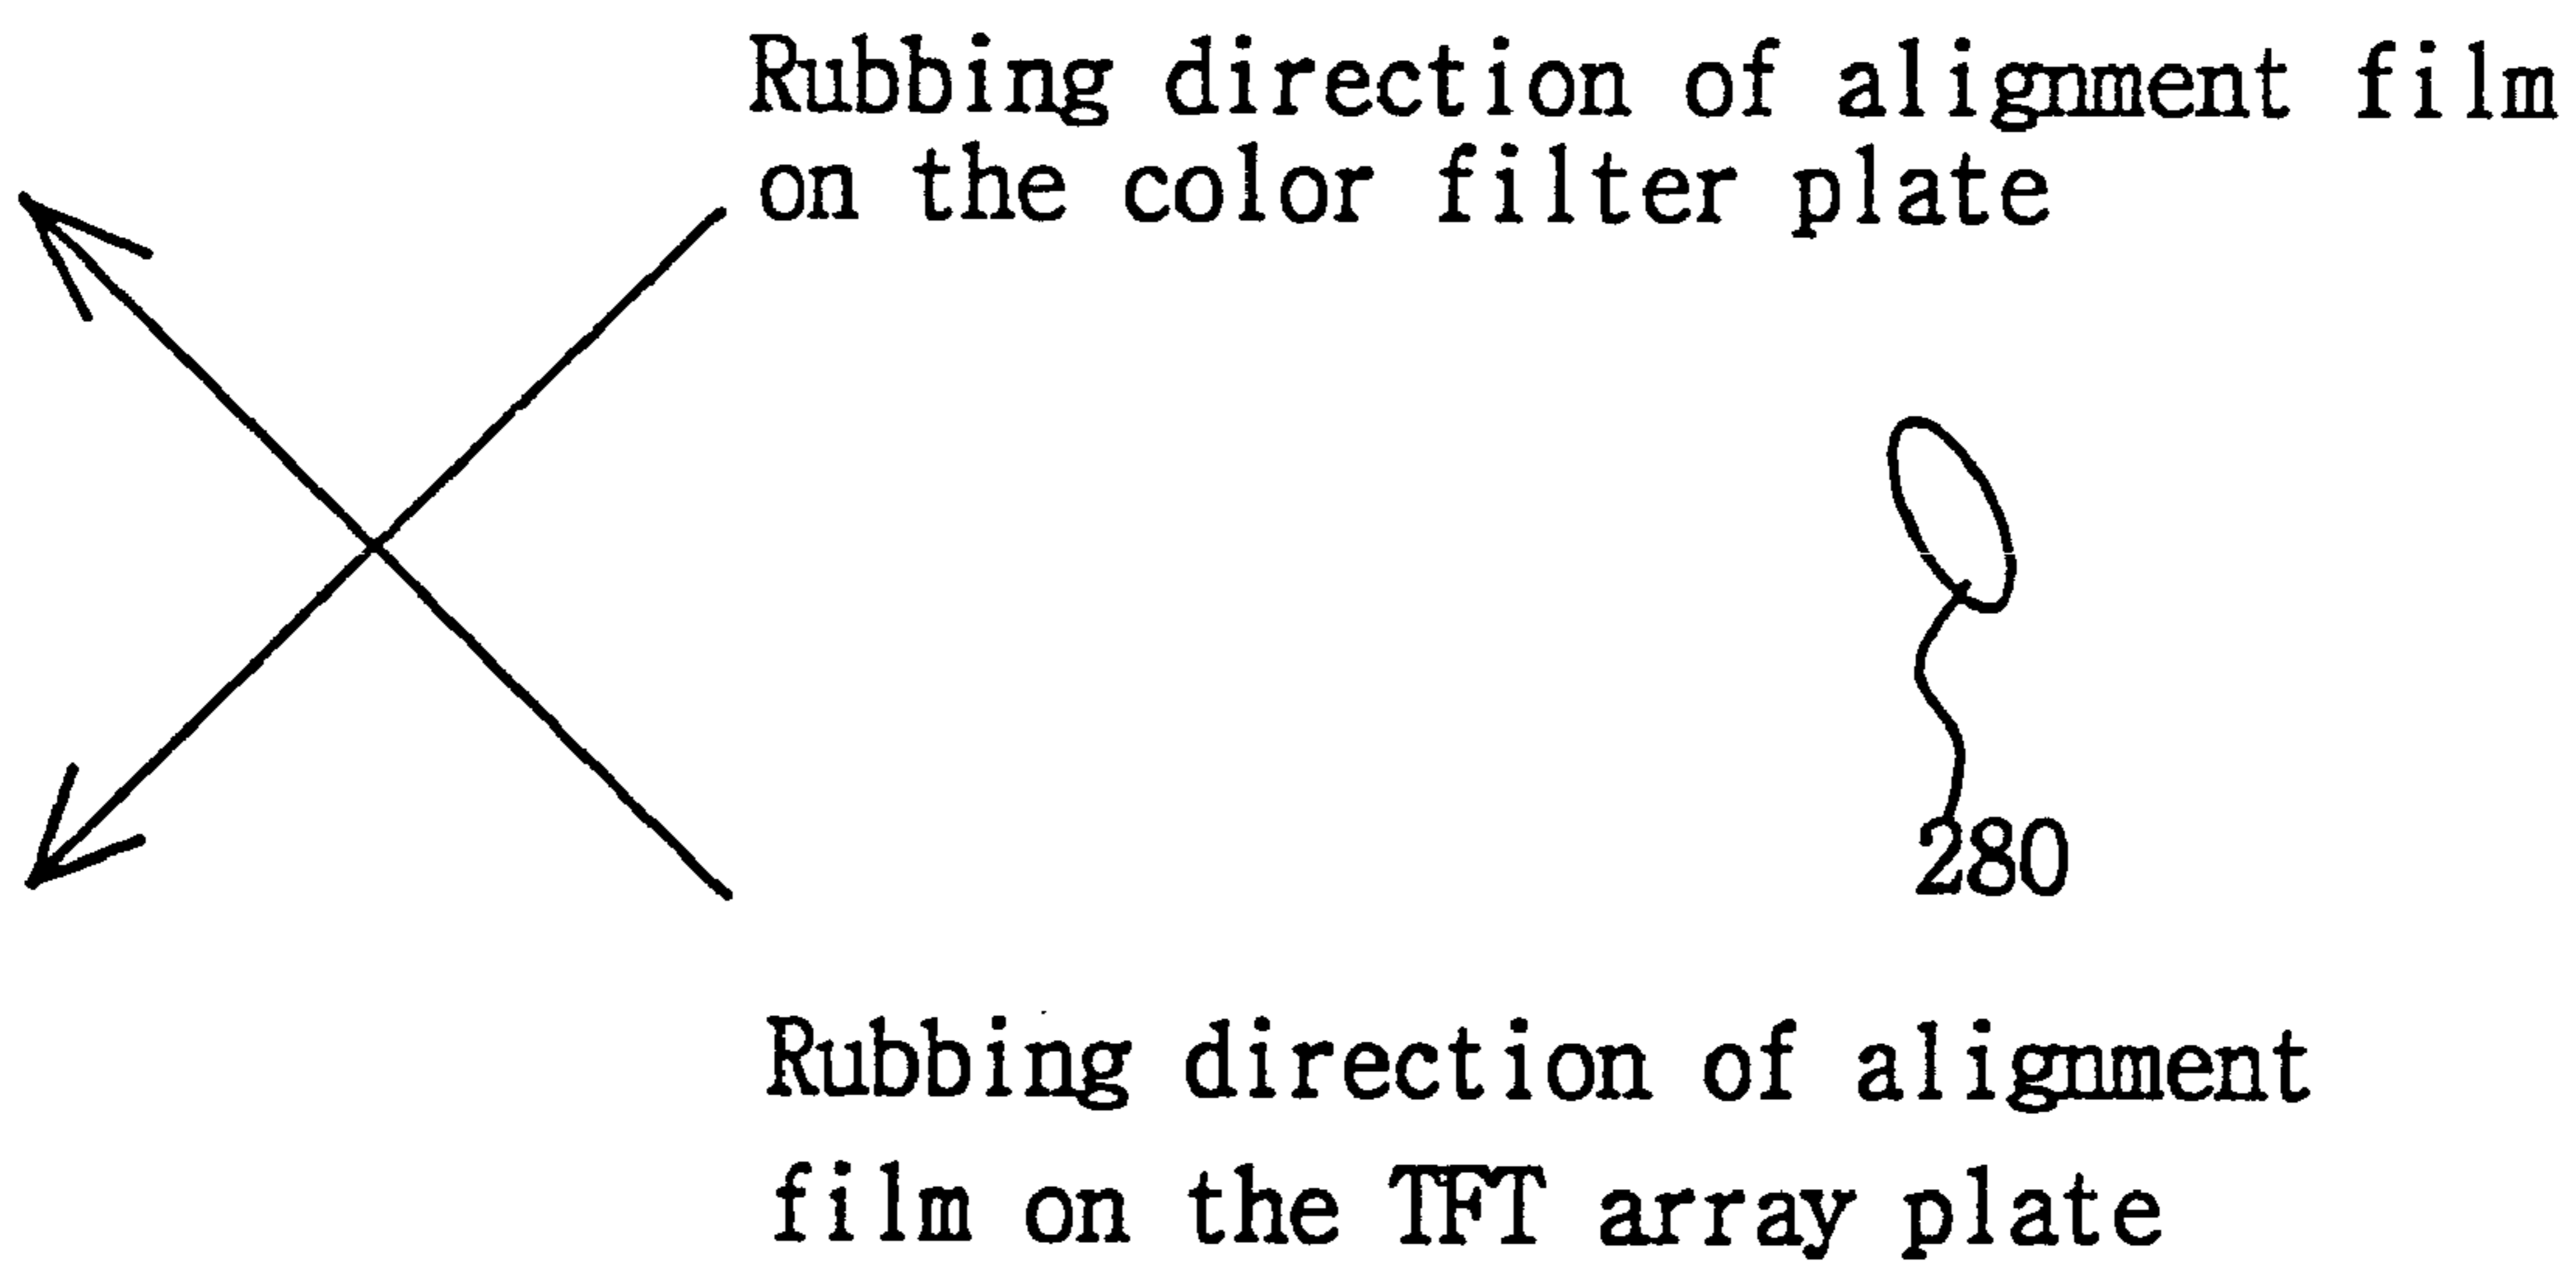 Rubbing direction of alignment film
on the color filter plate
280
Rubbing direction of alignment
film on the TFT array plate